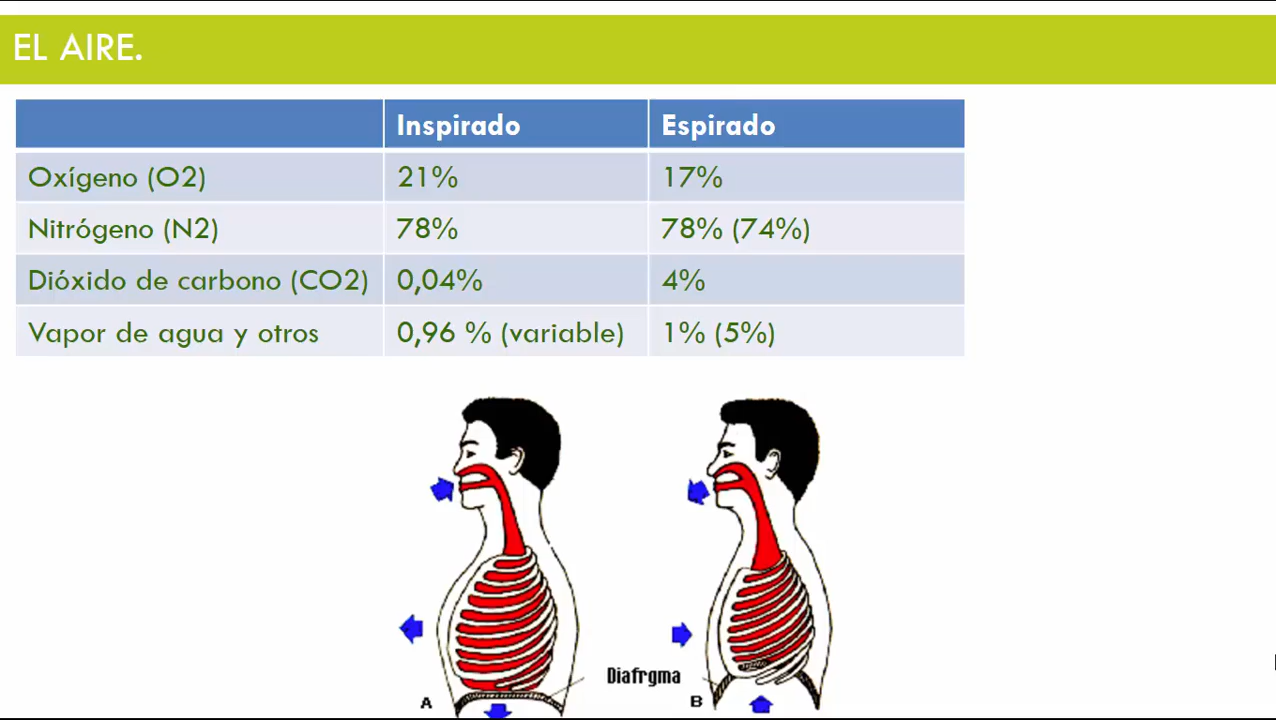 EL AIRE.
Inspirado Espirado
Oxígeno (O2) 21% 17%
Nitrógeno (N2) 78% 78% (74%)
Dióxido de carbono (CO2) 0,04% 4%
Vapor de agua y otros 0,96 % (variable) 1% (5%)
Diafrgma
A B